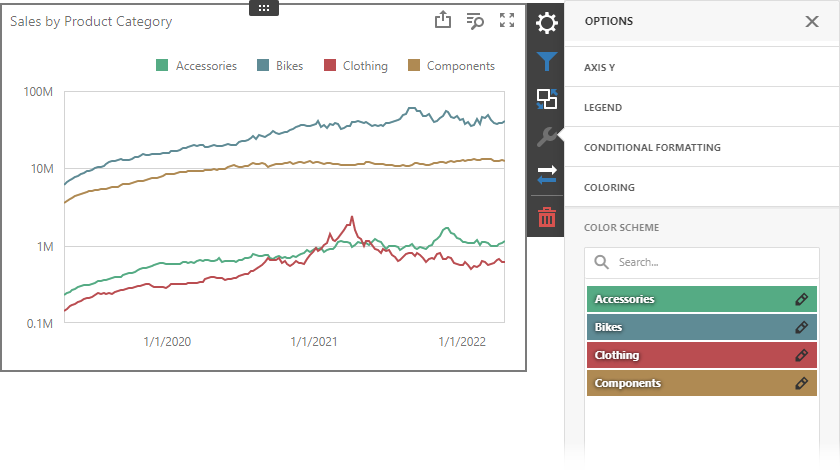 Sales by Product Category
Accessories
Bikes
Clothing
Components
100M
10M
1M
0.1M
1/1/2020
1/1/2021
1/1/2022
OPTIONS
AXIS Y
LEGEND
CONDITIONAL FORMATTING
COLORING
COLOR SCHEME
Search...
Accessories
Bikes
Clothing
Components